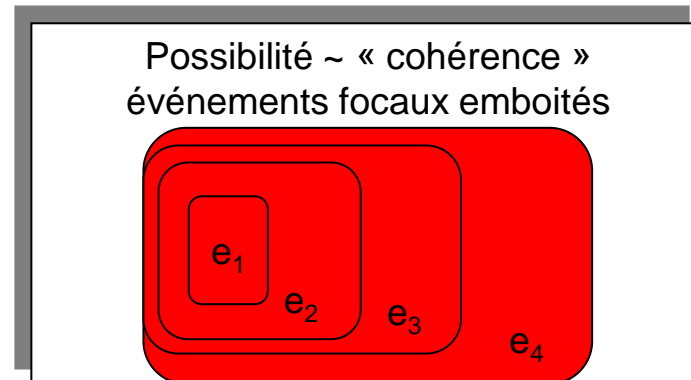 Possibilité ~ « cohérence »
événements focaux emboités
e₁
e₂
e₃
e₄